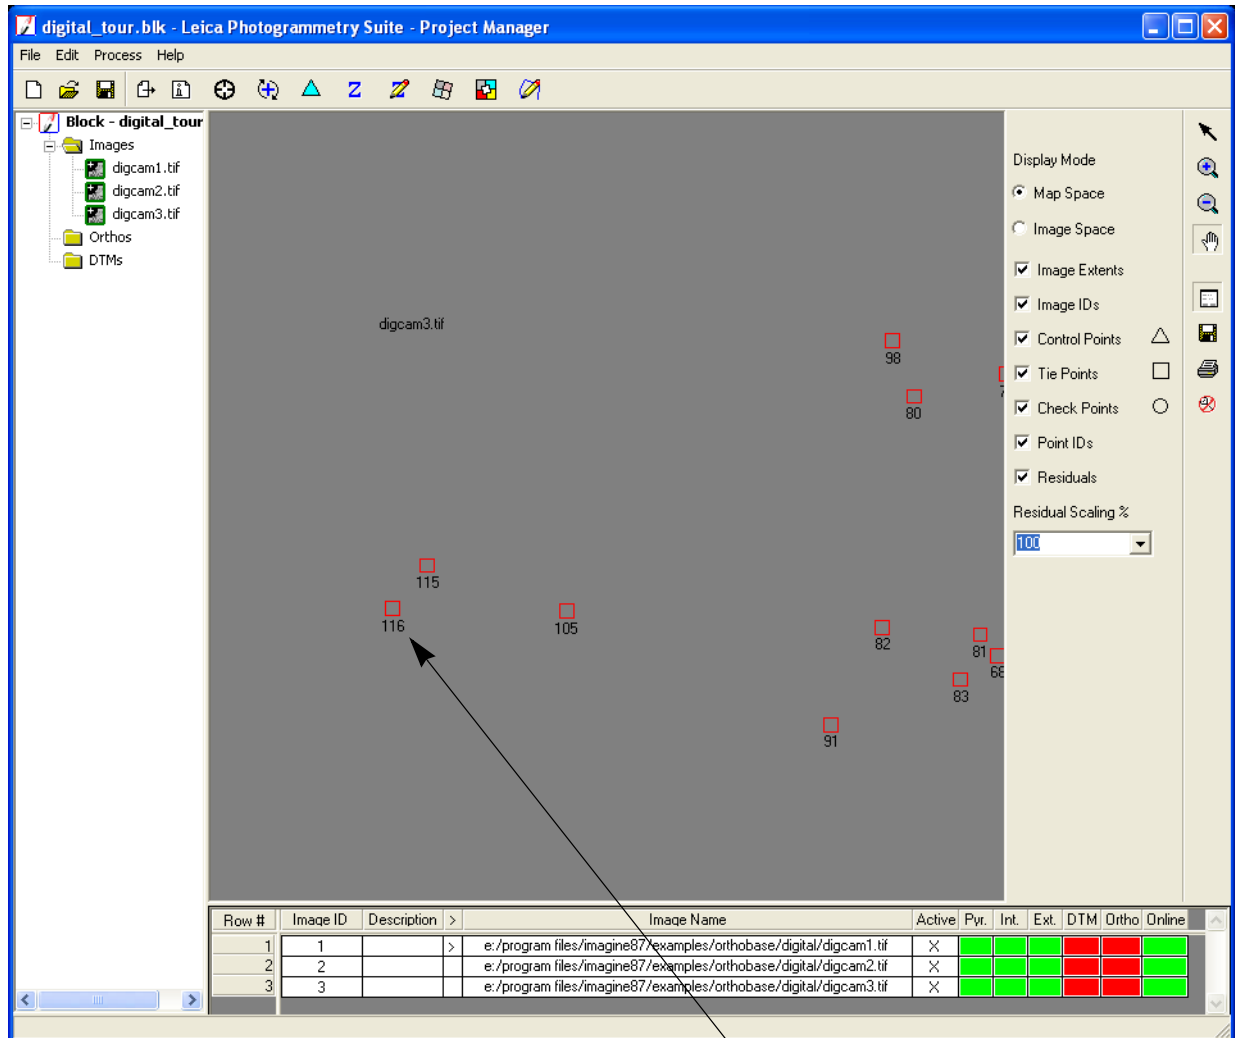 digital_tour.blk - Leica Photogrammetry Suite - Project Manager
File Edit Process Help
Block - digital_tour
Images
digcam1.tif
digcam2.tif
digcam3.tif
Orthos
DTMs
digcam3.tif
98
80
7
115
116
105
82
81
68
83
91
Display Mode
Map Space
Image Space
Image Extents
Image IDs
Control Points
Tie Points
Check Points
Point IDs
Residuals
Residual Scaling %
100
Row # Image ID Description > Image Name Active Pyr. Int. Ext. DTM Ortho Online
1 1 > e:/program files/imagine87/examples/orthobase/digital/digcam1.tif X
2 2 e:/program files/imagine87/examples/orthobase/digital/digcam2.tif X
3 3 e:/program files/imagine87/examples/orthobase/digital/digcam3.tif X